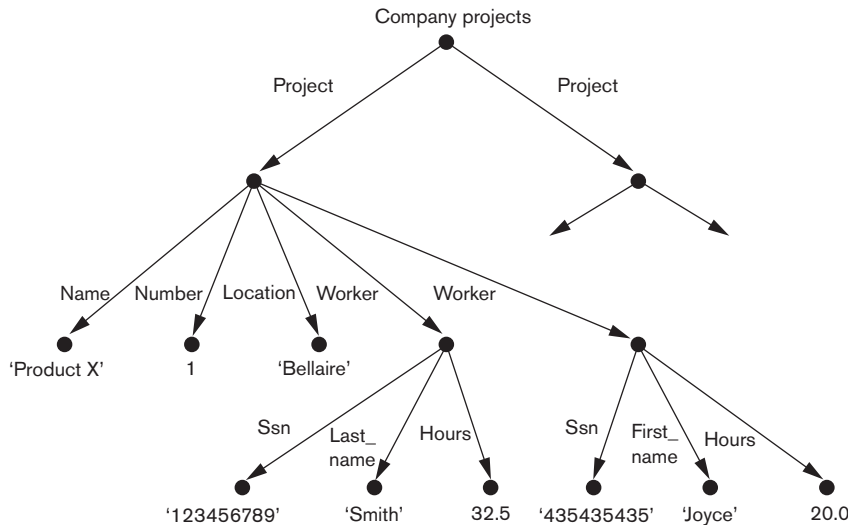 Company projects
Project
Project
Name
Number
Location
Worker
Worker
‘Product X’
1
‘Bellaire’
Ssn
Last_
name
Hours
Ssn
First_
name
Hours
‘123456789’
‘Smith’
32.5
‘435435435’
‘Joyce’
20.0